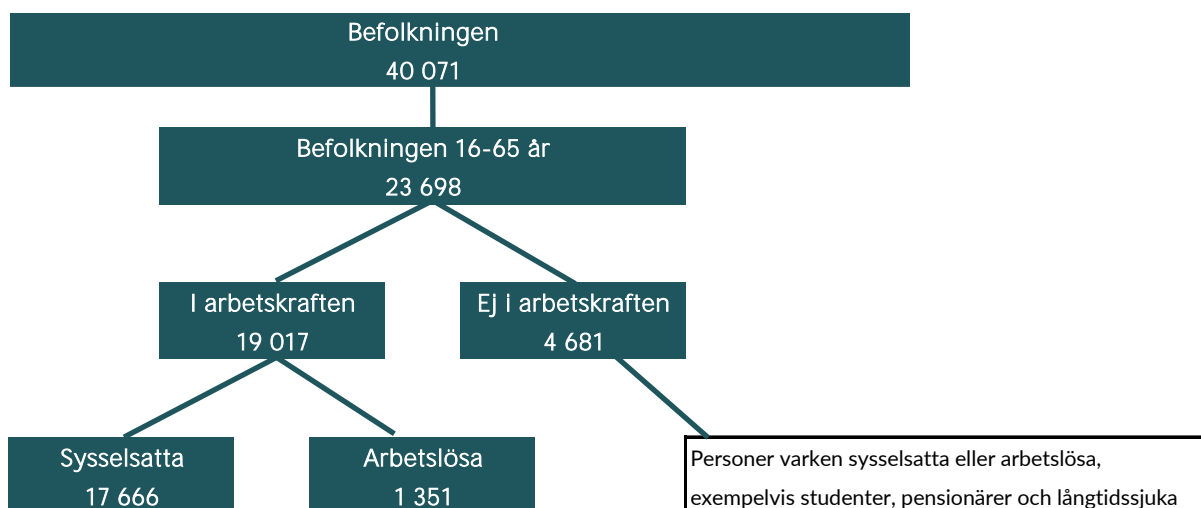 Befolkningen
40 071
Befolkningen 16-65 år
23 698
I arbetskraften
19 017
Ej i arbetskraften
4 681
Sysselsatta
17 666
Arbetslösa
1 351
Personer varken sysselsatta eller arbetslösa,
exempelvis studenter, pensionärer och långtidssjuka